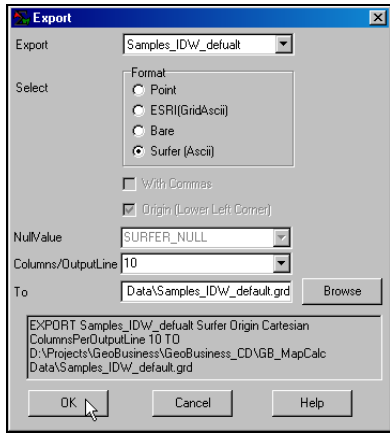 Export
Export Samples_IDW_defualt
Select
Format
Point
ESRI(GridAscii)
Bare
Surfer (Ascii)
With Commas
Origin (Lower Left Corner)
NullValue SURFER_NULL
Columns/OutputLine 10
To Data\Samples_IDW_default.grd Browse
EXPORT Samples_IDW_defualt Surfer Origin Cartesian
ColumnsPerOutputLine 10 TO
D:\Projects\GeoBusiness\GeoBusiness_CD\GB_MapCalc
Data\Samples_IDW_default.grd
OK Cancel Help